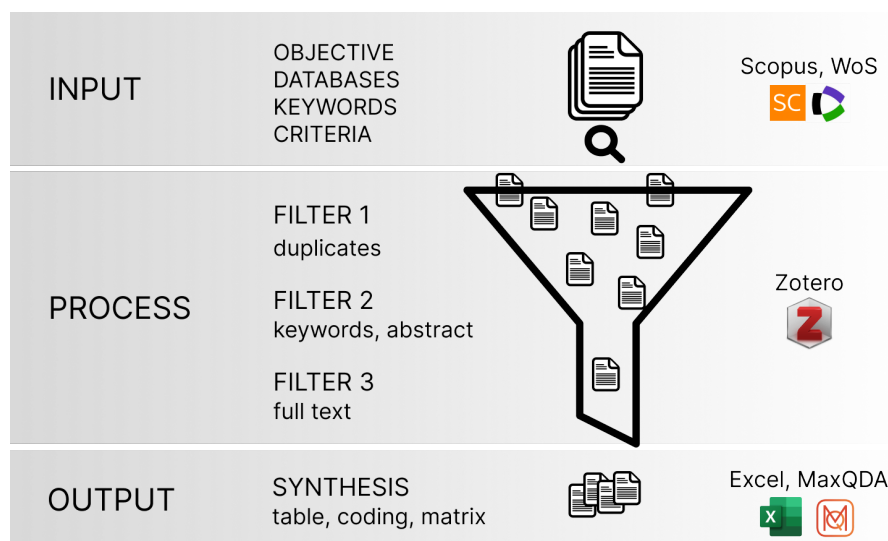 INPUT
OBJECTIVE
DATABASES
KEYWORDS
CRITERIA
Scopus, WoS
SC
PROCESS
FILTER 1
duplicates
FILTER 2
keywords, abstract
FILTER 3
full text
Zotero
Z
OUTPUT
SYNTHESIS
table, coding, matrix
Excel, MaxQDA
X